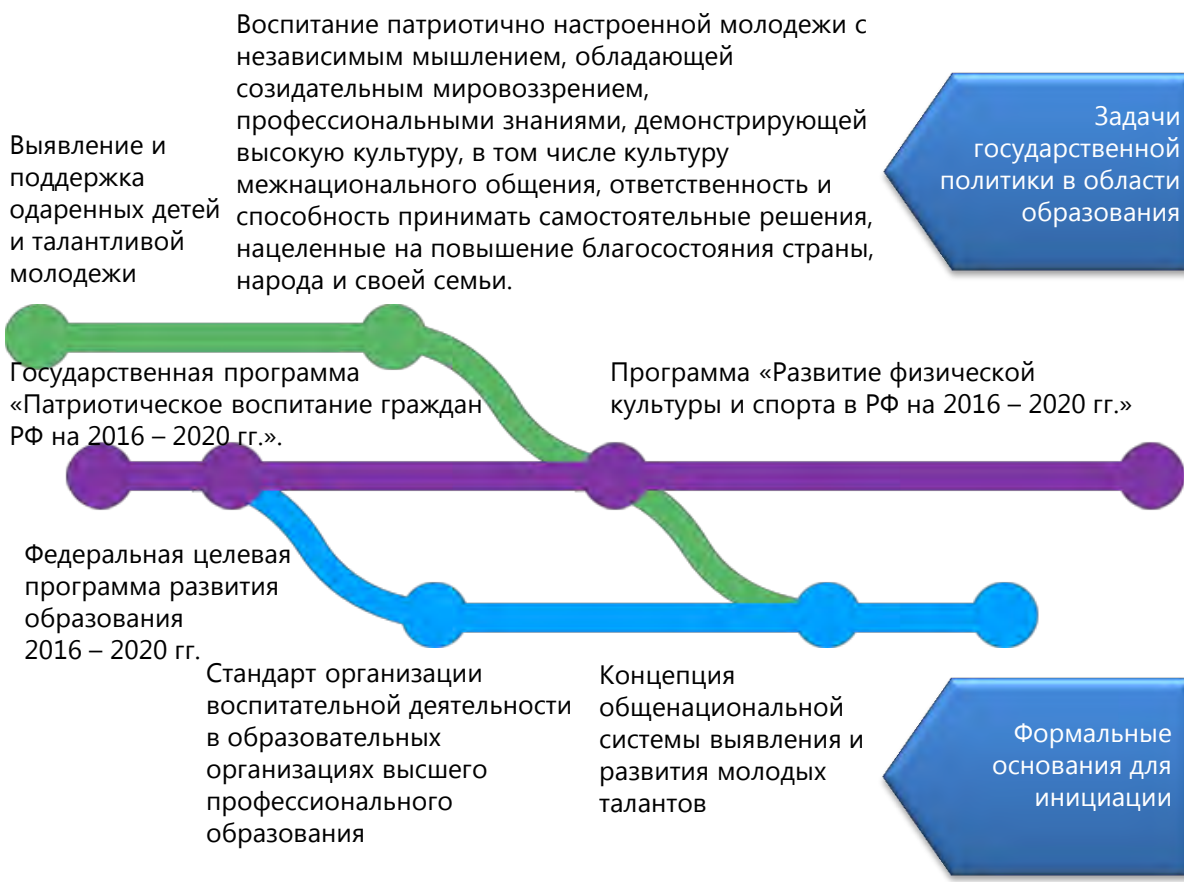 Воспитание патриотично настроенной молодежи с
независимым мышлением, обладающей
созидательным мировоззрением,
профессиональными знаниями, демонстрирующей
высокую культуру, в том числе культуру
межнационального общения, ответственность и
способность принимать самостоятельные решения,
нацеленные на повышение благосостояния страны,
народа и своей семьи.
Выявление и
поддержка
одаренных детей
и талантливой
молодежи
Задачи
государственной
политики в области
образования
Государственная программа
«Патриотическое воспитание граждан
РФ на 2016 – 2020 гг.».
Программа «Развитие физической
культуры и спорта в РФ на 2016 – 2020 гг.»
Федеральная целевая
программа развития
образования
2016 – 2020 гг.
Стандарт организации
воспитательной деятельности
в образовательных
организациях высшего
профессионального
образования
Концепция
общенациональной
системы выявления и
развития молодых
талантов
Формальные
основания для
инициации